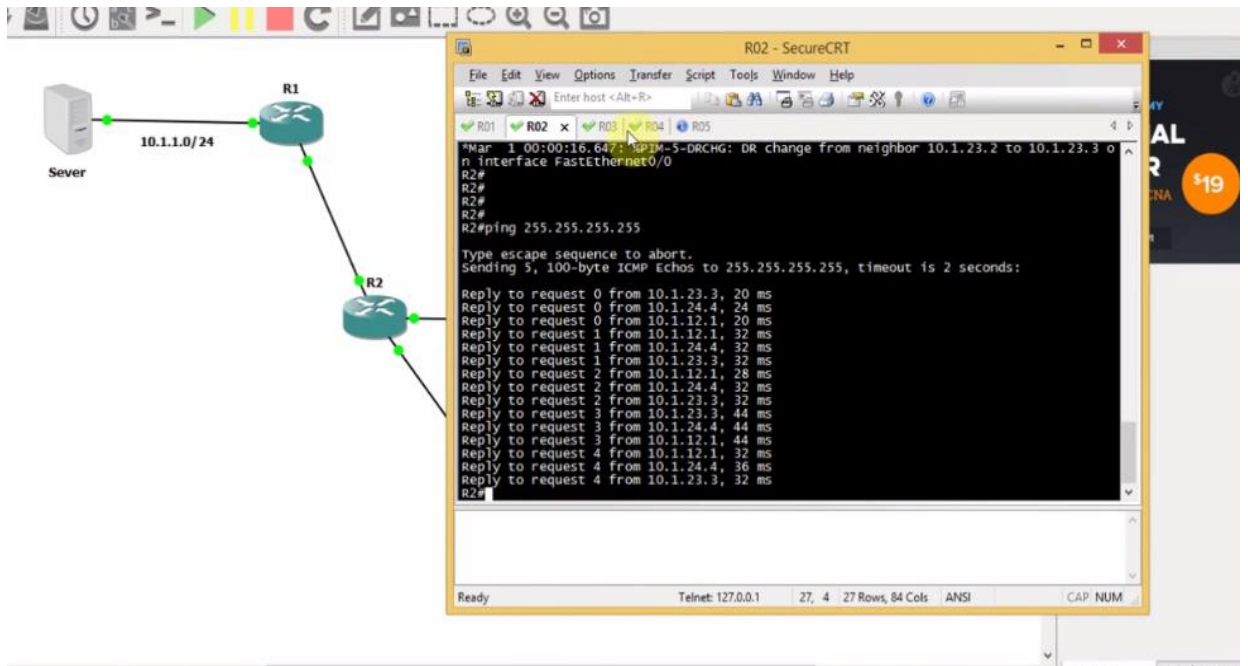 R02 - SecureCRT
File Edit View Options Transfer Script Tools Window Help
Enter host <Alt+R>
R01 R02 x R03 R04 R05
*Mar 1 00:00:16.647: %PIM-5-DRCHG: DR change from neighbor 10.1.23.2 to 10.1.23.3 o
n interface FastEthernet0/0
R2#
R2#
R2#
R2#
R2#ping 255.255.255.255
Type escape sequence to abort.
Sending 5, 100-byte ICMP Echos to 255.255.255.255, timeout is 2 seconds:
Reply to request 0 from 10.1.23.3, 20 ms
Reply to request 0 from 10.1.24.4, 24 ms
Reply to request 0 from 10.1.12.1, 20 ms
Reply to request 1 from 10.1.12.1, 32 ms
Reply to request 1 from 10.1.24.4, 32 ms
Reply to request 1 from 10.1.23.3, 32 ms
Reply to request 2 from 10.1.12.1, 28 ms
Reply to request 2 from 10.1.24.4, 32 ms
Reply to request 2 from 10.1.23.3, 32 ms
Reply to request 3 from 10.1.23.3, 44 ms
Reply to request 3 from 10.1.24.4, 44 ms
Reply to request 3 from 10.1.12.1, 44 ms
Reply to request 4 from 10.1.12.1, 32 ms
Reply to request 4 from 10.1.24.4, 36 ms
Reply to request 4 from 10.1.23.3, 32 ms
R2#
Ready Telnet: 127.0.0.1 27, 4 27 Rows, 84 Cols ANSI CAP NUM
R1
10.1.1.0/24
Sever
R2
MY
AL
R
$19
CNA